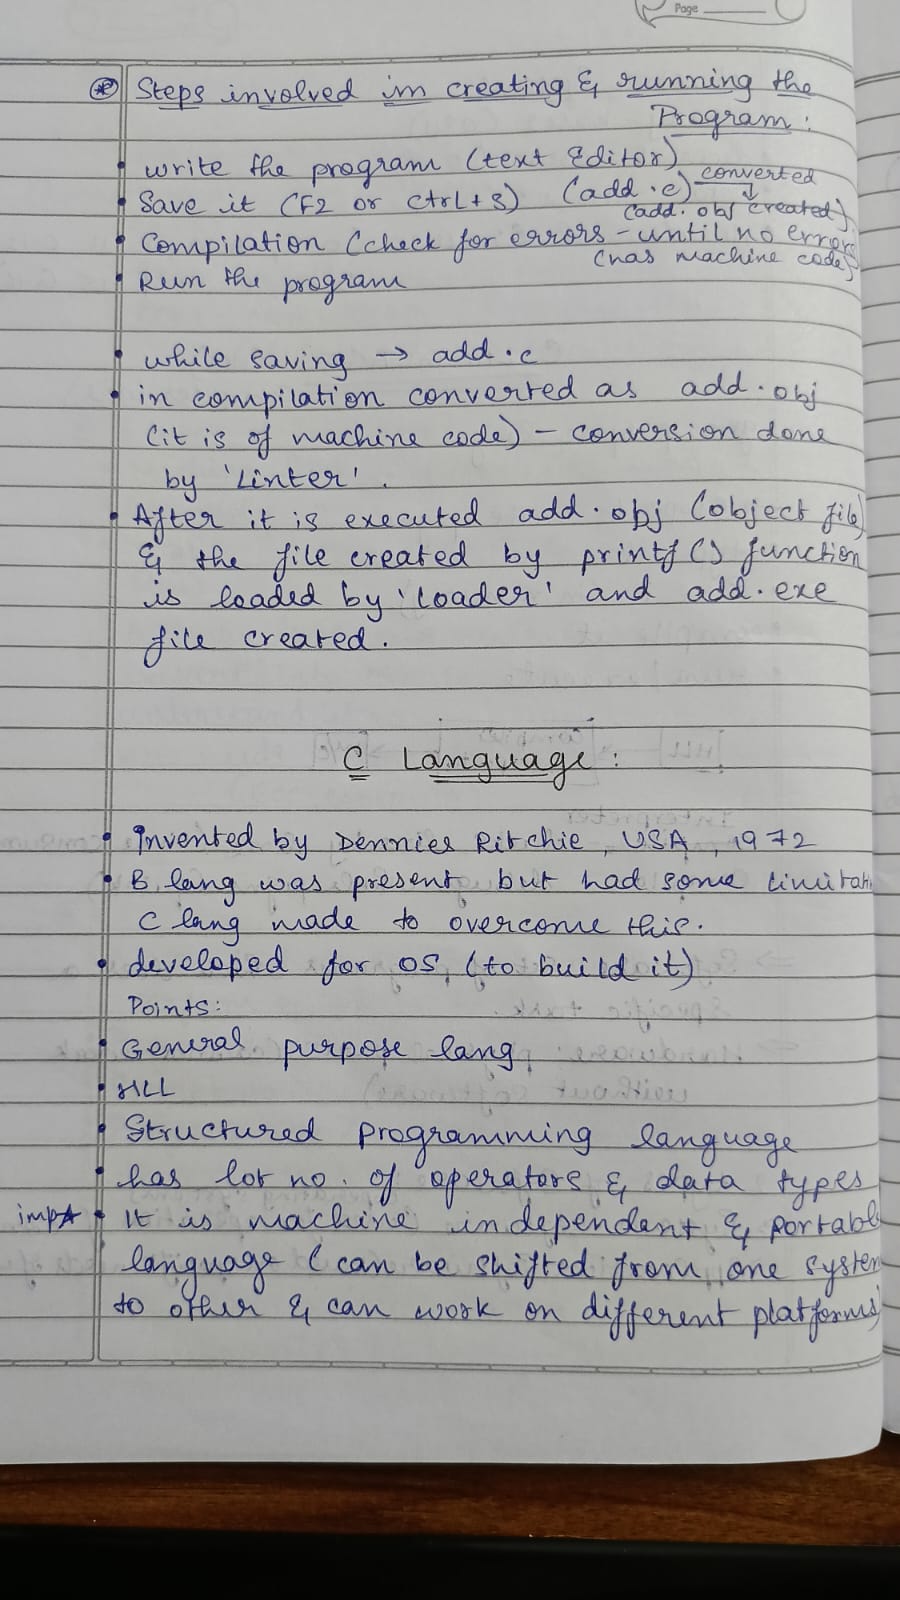 Page
Steps involved in creating & running the
Program:
write the program (text Editor)
Save it (F2 or ctrl+s) (add.c) converted
(add.obj created)
Compilation (check for errors - until no errors
(has machine code)
Run the program
while saving → add.c
in compilation converted as add.obj
(it is of machine code) - conversion done
by 'Linter'.
After it is executed add.obj (object file)
& the file created by printf() function
is loaded by 'loader' and add.exe
file created.
C Language:
Invented by Dennies Ritchie, USA, 1972
B lang was present, but had some
C lang made to overcome this.
developed for OS, (to build it)
Points:
General purpose lang
HLL
Structured programming language
has lot no. of operators & data types
imp It is machine independent & portable
language (can be shifted from one system
to other & can work on different platforms)